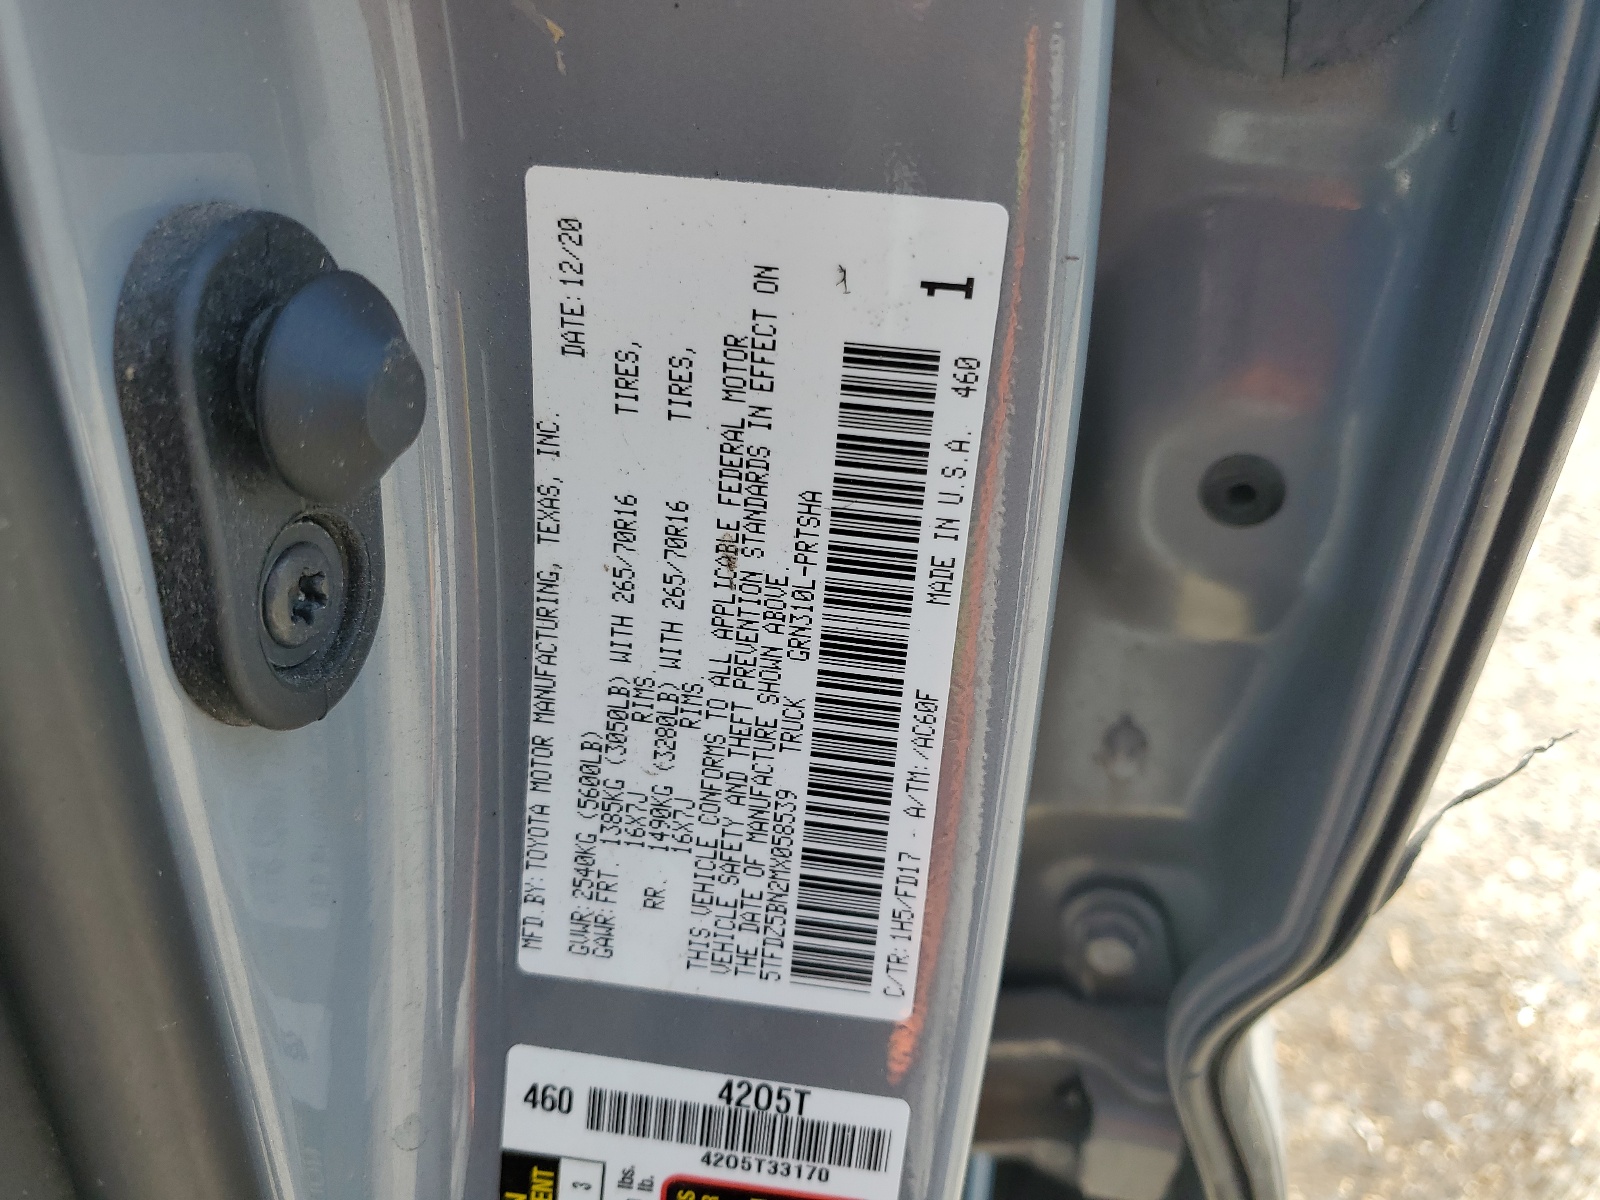 MFD. BY: TOYOTA MOTOR MANUFACTURING, TEXAS, INC.
DATE: 12/20
GVWR: 2540KG (5600LB)
GAWR: FRT. 1385KG (3050LB) WITH 265/70R16 TIRES,
16X7J RIMS.
RR 1490KG (3280LB) WITH 265/70R16 TIRES,
16X7J RIMS.
THIS VEHICLE CONFORMS TO ALL APPLICABLE FEDERAL MOTOR
VEHICLE SAFETY AND THEFT PREVENTION STANDARDS IN EFFECT ON
THE DATE OF MANUFACTURE SHOWN ABOVE.
5TFDZ5BN2MX058539 TRUCK GRN310L-PRTSHA
C/TR: 1H5/FD17 - A/TM: /AC60F MADE IN U.S.A. 460
1
4205T
460
4205T33170
3
lbs.
lb.